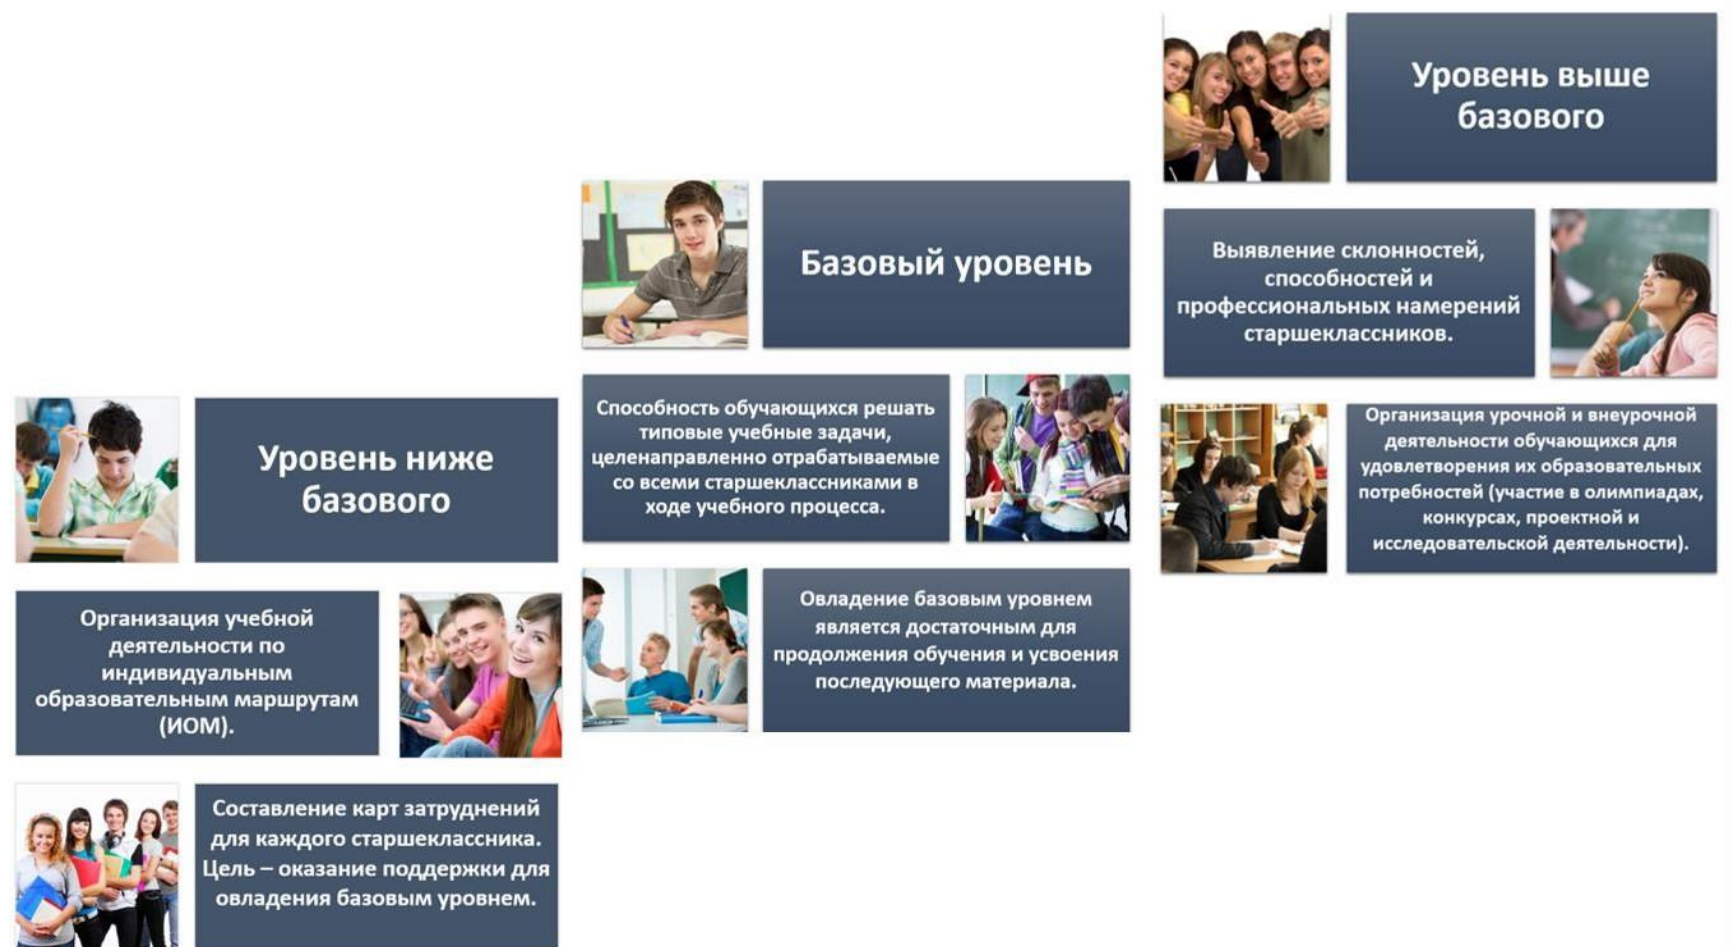 Уровень ниже
базового
Организация учебной
деятельности по
индивидуальным
образовательным маршрутам
(ИОМ).
Составление карт затруднений
для каждого старшеклассника.
Цель – оказание поддержки для
овладения базовым уровнем.
Базовый уровень
Способность обучающихся решать
типовые учебные задачи,
целенаправленно отрабатываемые
со всеми старшеклассниками в
ходе учебного процесса.
Овладение базовым уровнем
является достаточным для
продолжения обучения и усвоения
последующего материала.
Уровень выше
базового
Выявление склонностей,
способностей и
профессиональных намерений
старшеклассников.
Организация урочной и внеурочной
деятельности обучающихся для
удовлетворения их образовательных
потребностей (участие в олимпиадах,
конкурсах, проектной и
исследовательской деятельности).